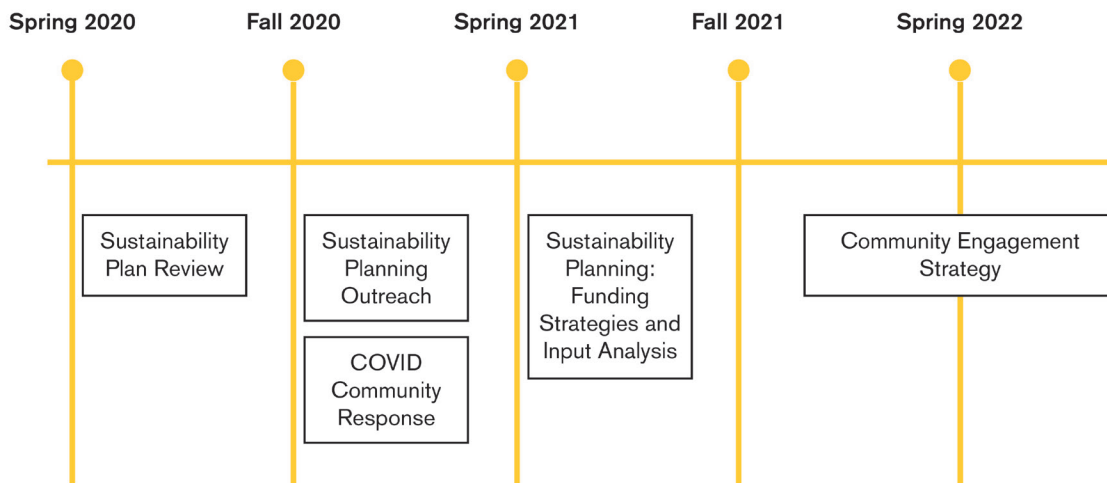 Spring 2020
Fall 2020
Spring 2021
Fall 2021
Spring 2022
Sustainability
Plan Review
Sustainability
Planning
Outreach
COVID
Community
Response
Sustainability
Planning:
Funding
Strategies and
Input Analysis
Community Engagement
Strategy